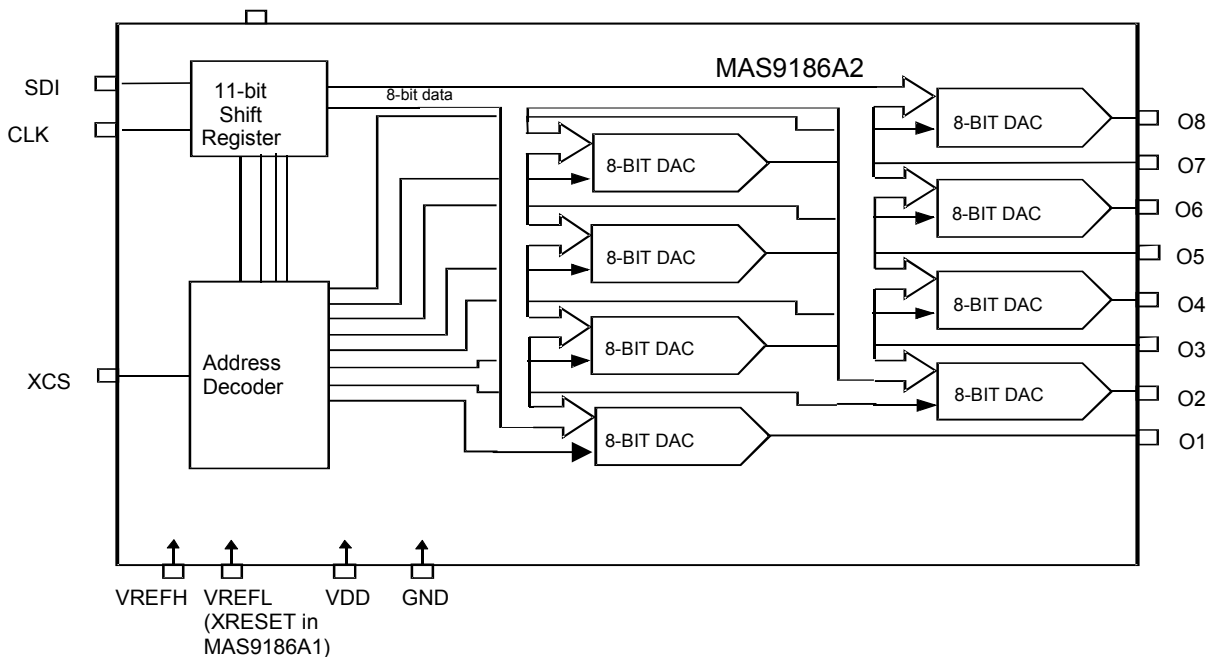 MAS9186A2
SDI
11-bit
Shift
Register
8-bit data
CLK
8-BIT DAC
O8
8-BIT DAC
O7
8-BIT DAC
O6
8-BIT DAC
O5
8-BIT DAC
O4
8-BIT DAC
O3
XCS
Address
Decoder
8-BIT DAC
O2
8-BIT DAC
O1
VREFH
VREFL
(XRESET in
MAS9186A1)
VDD
GND